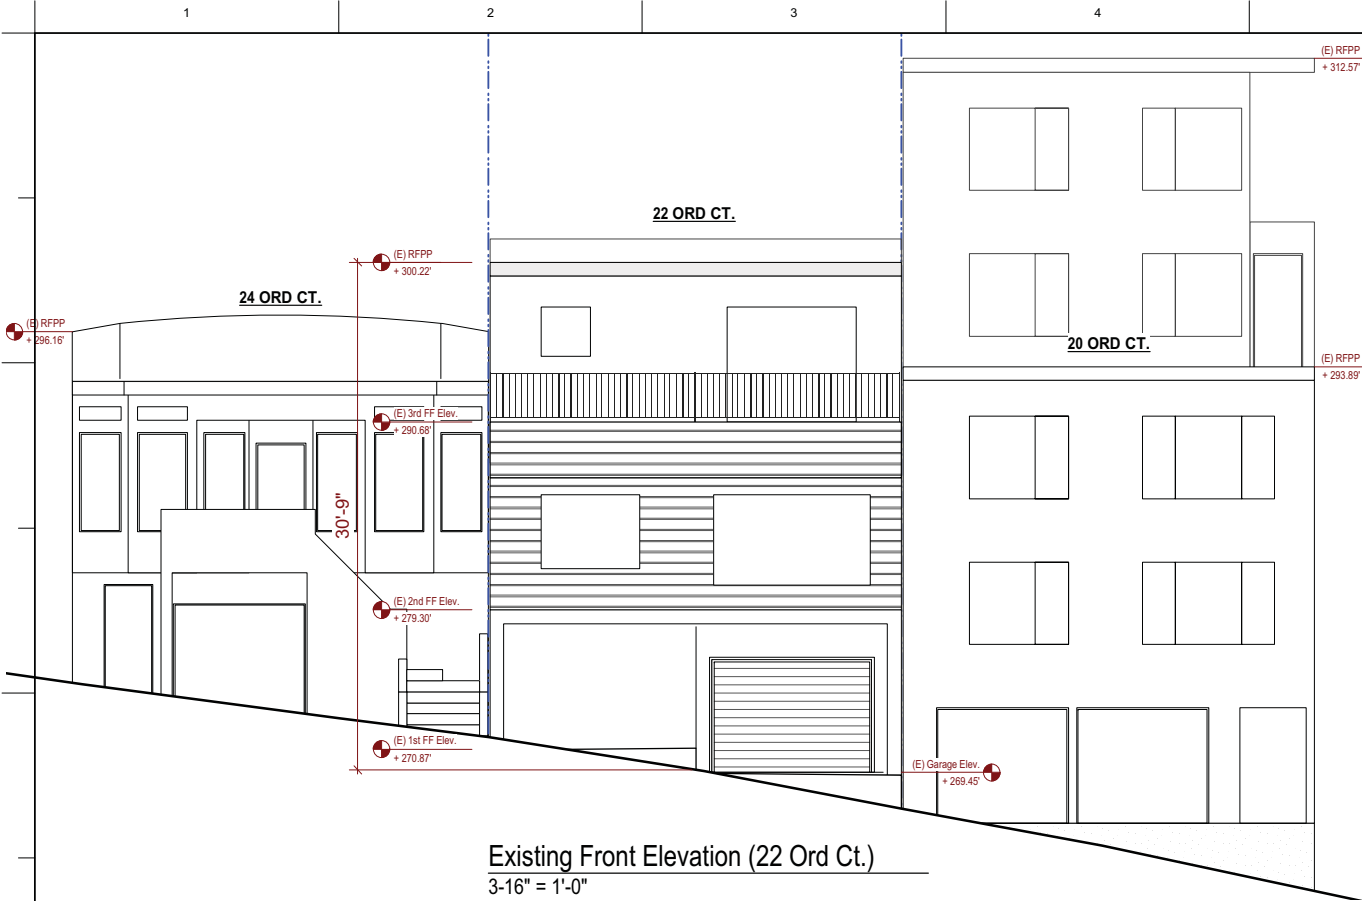 1 2 3 4
(E) RFPP
+ 312.57'
22 ORD CT.
(E) RFPP
+ 300.22'
24 ORD CT.
(E) RFPP
+ 296.16'
20 ORD CT.
(E) RFPP
+ 293.89'
(E) 3rd FF Elev.
+ 290.68'
30'-9"
(E) 2nd FF Elev.
+ 279.30'
(E) 1st FF Elev.
+ 270.87'
(E) Garage Elev.
+ 269.45'
Existing Front Elevation (22 Ord Ct.)
3-16" = 1'-0"